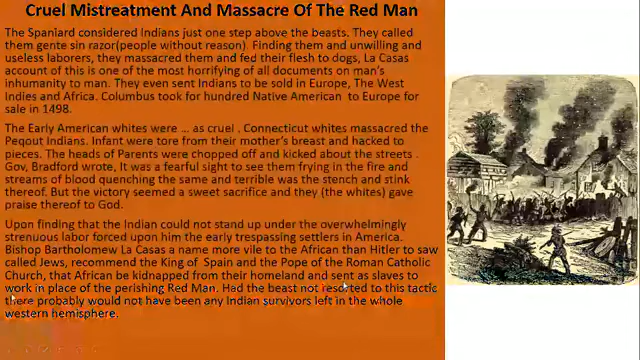 Cruel Mistreatment And Massacre Of The Red Man
The Spaniard considered Indians just one step above the beasts. They called
them gente sin razor(people without reason). Finding them and unwilling and
useless laborers, they massacred them and fed their flesh to dogs, La Casas
account of this is one of the most horrifying of all documents on man's
inhumanity to man. They even sent Indians to be sold in Europe, The West
Indies and Africa. Columbus took for hundred Native American to Europe for
sale in 1498.
The Early American whites were ... as cruel . Connecticut whites massacred the
Peqout Indians. Infant were tore from their mother's breast and hacked to
pieces. The heads of Parents were chopped off and kicked about the streets .
Gov, Bradford wrote, It was a fearful sight to see them frying in the fire and
streams of blood quenching the same and terrible was the stench and stink
thereof. But the victory seemed a sweet sacrifice and they (the whites) gave
praise thereof to God.
Upon finding that the Indian could not stand up under the overwhelmingly
strenuous labor forced upon him the early trespassing settlers in America.
Bishop Bartholomew La Casas a name more vile to the African than Hitler to saw
called Jews, recommend the King of Spain and the Pope of the Roman Catholic
Church, that African be kidnapped from their homeland and sent as slaves to
work in place of the perishing Red Man. Had the beast not resorted to this tactic
there probably would not have been any Indian survivors left in the whole
western hemisphere.